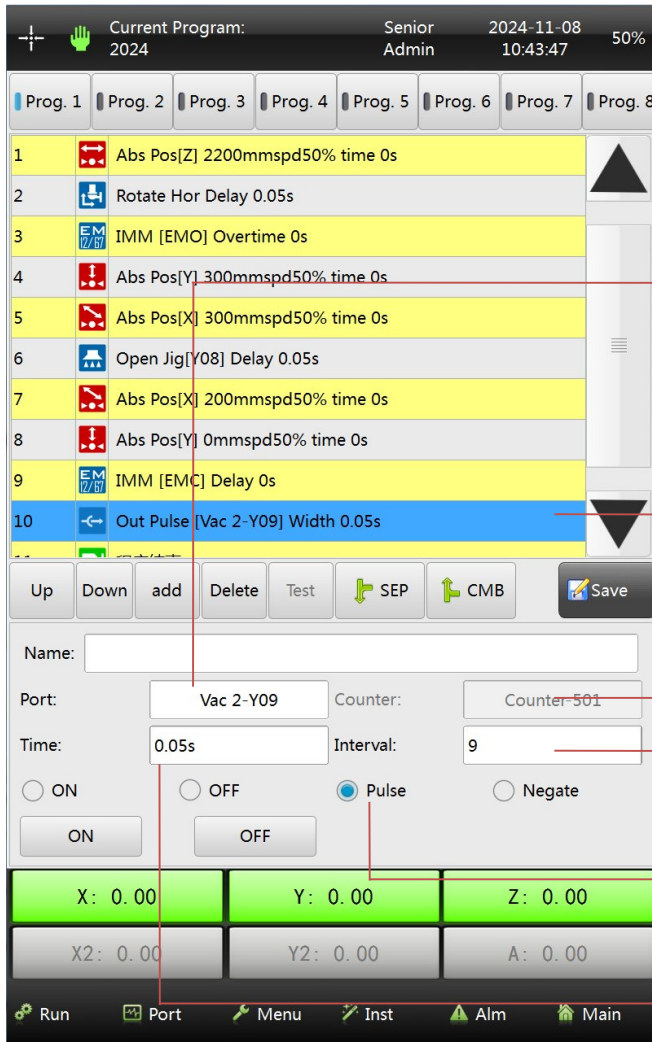 Current Program:
2024
Senior
Admin
2024-11-08
10:43:47
50%
Prog. 1 Prog. 2 Prog. 3 Prog. 4 Prog. 5 Prog. 6 Prog. 7 Prog. 8
1 Abs Pos[Z] 2200mmspd50% time 0s
2 Rotate Hor Delay 0.05s
3 EM 12/67 IMM [EMO] Overtime 0s
4 Abs Pos[Y] 300mmspd50% time 0s
5 Abs Pos[X] 300mmspd50% time 0s
6 Open Jig[Y08] Delay 0.05s
7 Abs Pos[X] 200mmspd50% time 0s
8 Abs Pos[Y] 0mmspd50% time 0s
9 EM 12/67 IMM [EMC] Delay 0s
10 Out Pulse [Vac 2-Y09] Width 0.05s
Up Down add Delete Test SEP CMB Save
Name:
Port: Vac 2-Y09 Counter: Counter-501
Time: 0.05s Interval: 9
ON OFF Pulse Negate
ON OFF
X: 0.00 Y: 0.00 Z: 0.00
X2: 0.00 Y2: 0.00 A: 0.00
Run Port Menu Inst Alm Main